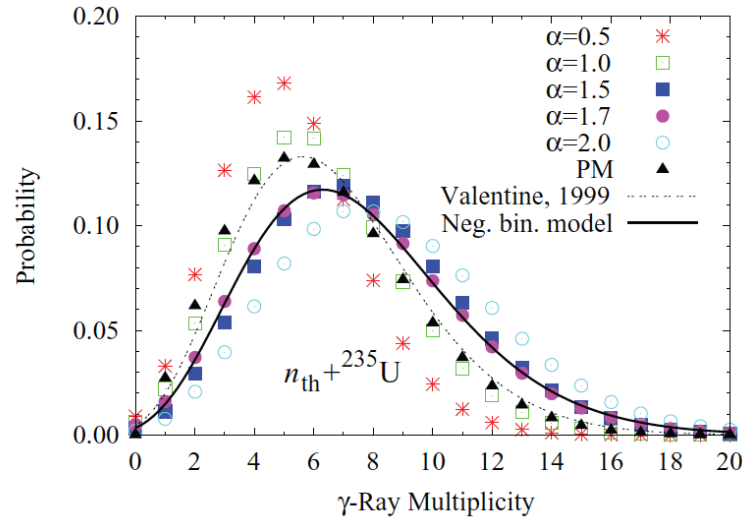 0.20
0.15
0.10
0.05
0.00
Probability
α=0.5
α=1.0
α=1.5
α=1.7
α=2.0
PM
Valentine, 1999
Neg. bin. model
n_th+²³⁵U
0 2 4 6 8 10 12 14 16 18 20
γ-Ray Multiplicity